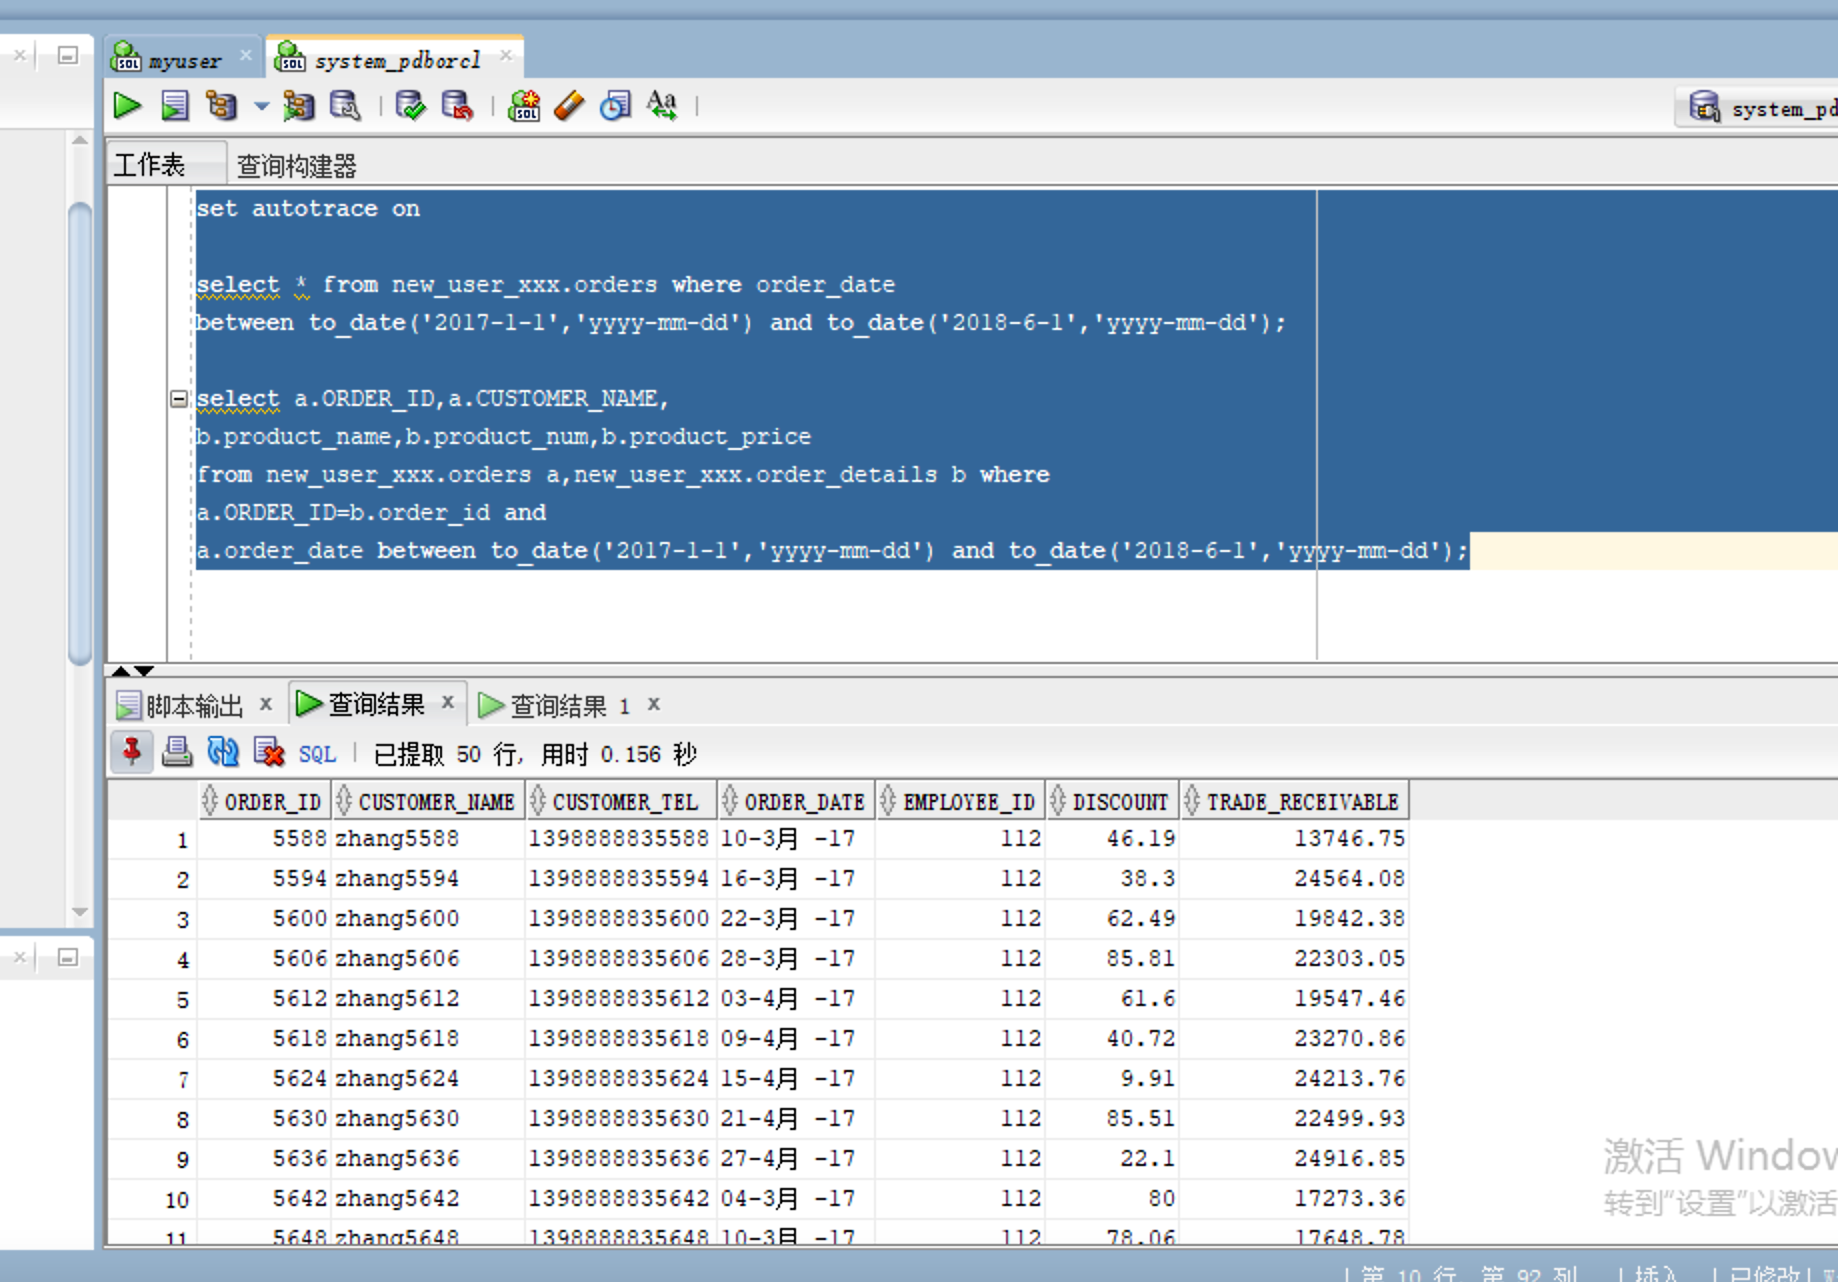 myuser
system_pdborcl
system_pd
工作表
查询构建器
set autotrace on
select * from new_user_xxx.orders where order_date
between to_date('2017-1-1','yyyy-mm-dd') and to_date('2018-6-1','yyyy-mm-dd');
select a.ORDER_ID,a.CUSTOMER_NAME,
b.product_name,b.product_num,b.product_price
from new_user_xxx.orders a,new_user_xxx.order_details b where
a.ORDER_ID=b.order_id and
a.order_date between to_date('2017-1-1','yyyy-mm-dd') and to_date('2018-6-1','yyyy-mm-dd');
脚本输出 查询结果 查询结果 1
SQL 已提取 50 行, 用时 0.156 秒
ORDER_ID CUSTOMER_NAME CUSTOMER_TEL ORDER_DATE EMPLOYEE_ID DISCOUNT TRADE_RECEIVABLE
1 5588 zhang5588 1398888835588 10-3月 -17 112 46.19 13746.75
2 5594 zhang5594 1398888835594 16-3月 -17 112 38.3 24564.08
3 5600 zhang5600 1398888835600 22-3月 -17 112 62.49 19842.38
4 5606 zhang5606 1398888835606 28-3月 -17 112 85.81 22303.05
5 5612 zhang5612 1398888835612 03-4月 -17 112 61.6 19547.46
6 5618 zhang5618 1398888835618 09-4月 -17 112 40.72 23270.86
7 5624 zhang5624 1398888835624 15-4月 -17 112 9.91 24213.76
8 5630 zhang5630 1398888835630 21-4月 -17 112 85.51 22499.93
9 5636 zhang5636 1398888835636 27-4月 -17 112 22.1 24916.85
10 5642 zhang5642 1398888835642 04-3月 -17 112 80 17273.36
11 5648 zhang5648 1398888835648 10-3月 -17 112 78.06 17648.78
激活 Window
转到"设置"以激活
第 10 行 第 92 列 | 插入 | 已修改